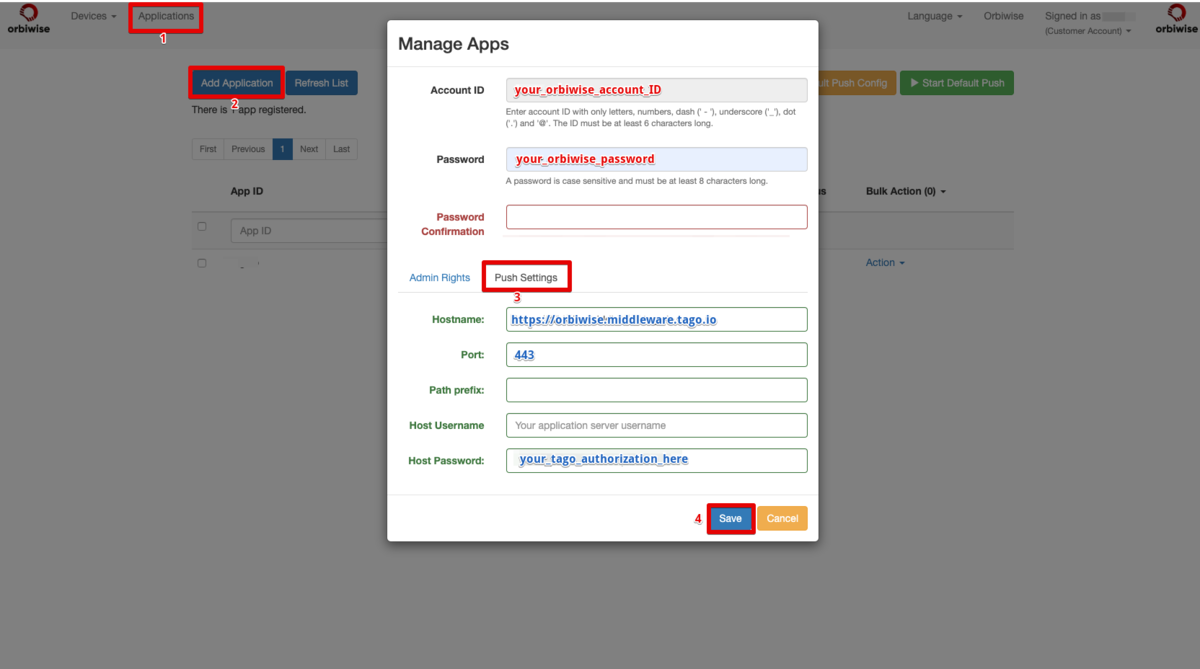 orbiwise
Devices
Applications
1
Language
Orbiwise
Signed in as
(Customer Account)
orbiwise
Add Application
Refresh List
2
ult Push Config
Start Default Push
There is 1 app registered.
First Previous 1 Next Last
App ID
us
Bulk Action (0)
App ID
Action
Manage Apps
Account ID
your_orbiwise_account_ID
Enter account ID with only letters, numbers, dash (' - '), underscore ('_'), dot
('.') and '@'. The ID must be at least 6 characters long.
Password
your_orbiwise_password
A password is case sensitive and must be at least 8 characters long.
Password
Confirmation
Admin Rights
Push Settings
3
Hostname:
https://orbiwise.middleware.tago.io
Port:
443
Path prefix:
Host Username
Your application server username
Host Password:
your_tago_authorization_here
4
Save
Cancel